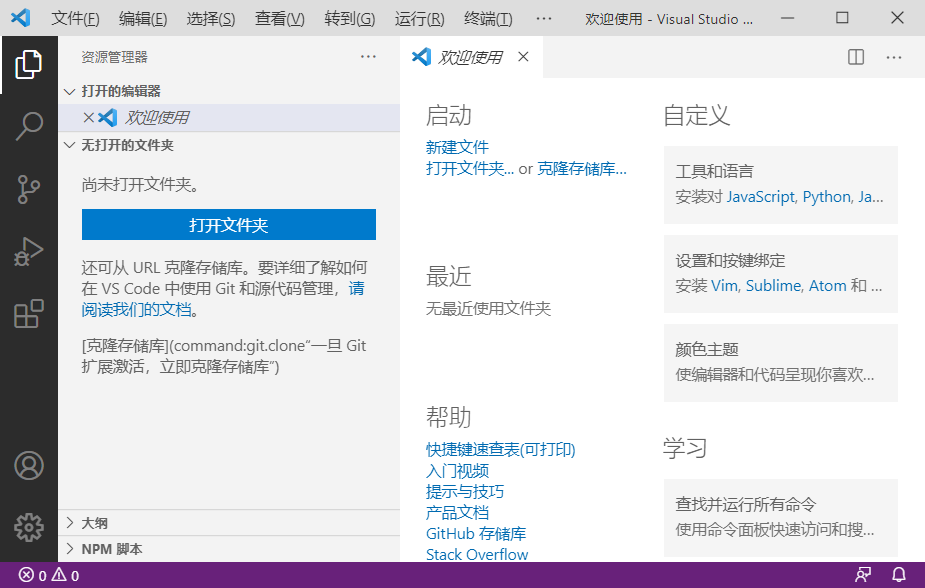 文件(F) 编辑(E) 选择(S) 查看(V) 转到(G) 运行(R) 终端(T) ··· 欢迎使用 - Visual Studio ...
资源管理器
打开的编辑器
欢迎使用
无打开的文件夹
尚未打开文件夹。
打开文件夹
还可从 URL 克隆存储库。要详细了解如何
在 VS Code 中使用 Git 和源代码管理，请
阅读我们的文档。
[克隆存储库](command:git.clone“一旦 Git
扩展激活，立即克隆存储库”)
大纲
NPM 脚本
欢迎使用
启动
新建文件
打开文件夹... or 克隆存储库...
最近
无最近使用文件夹
帮助
快捷键速查表(可打印)
入门视频
提示与技巧
产品文档
GitHub 存储库
Stack Overflow
自定义
工具和语言
安装对 JavaScript, Python, Ja...
设置和按键绑定
安装 Vim, Sublime, Atom 和 ...
颜色主题
使编辑器和代码呈现你喜欢...
学习
查找并运行所有命令
使用命令面板快速访问和搜...
0 0